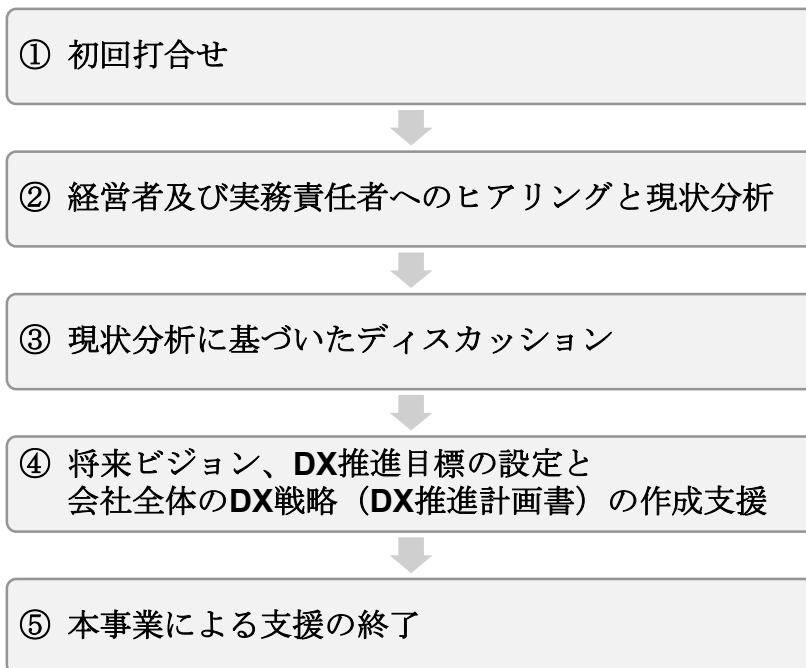 ① 初回打合せ
② 経営者及び実務責任者へのヒアリングと現状分析
③ 現状分析に基づいたディスカッション
④ 将来ビジョン、DX推進目標の設定と
会社全体のDX戦略（DX推進計画書）の作成支援
⑤ 本事業による支援の終了